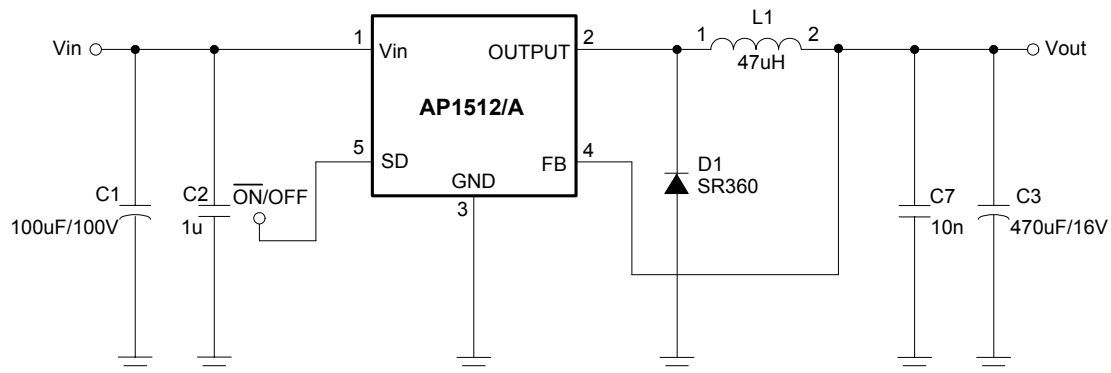 L1
Vin
1
Vin
OUTPUT
2
1
2
47uH
Vout
AP1512/A
5
SD
FB
4
GND
3
D1
SR360
C1
100uF/100V
C2
1u
ON/OFF
C7
10n
C3
470uF/16V